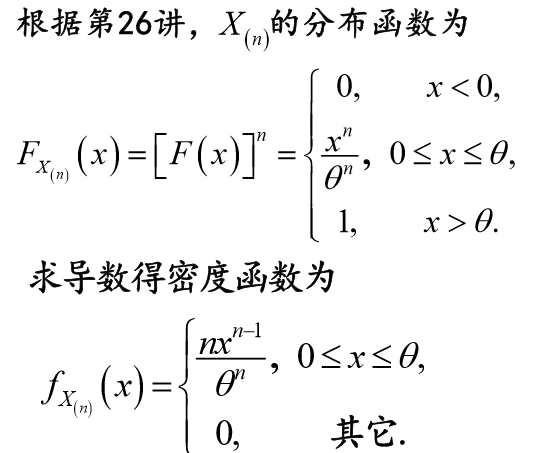 根据第26讲，X_{(n)}的分布函数为
F_{X_{(n)}}(x)=[F(x)]^n={ 0, x<0,
x^n/θ^n, 0≤x≤θ,
1, x>θ.
求导数得密度函数为
f_{X_{(n)}}(x)={ nx^{n-1}/θ^n, 0≤x≤θ,
0, 其它.